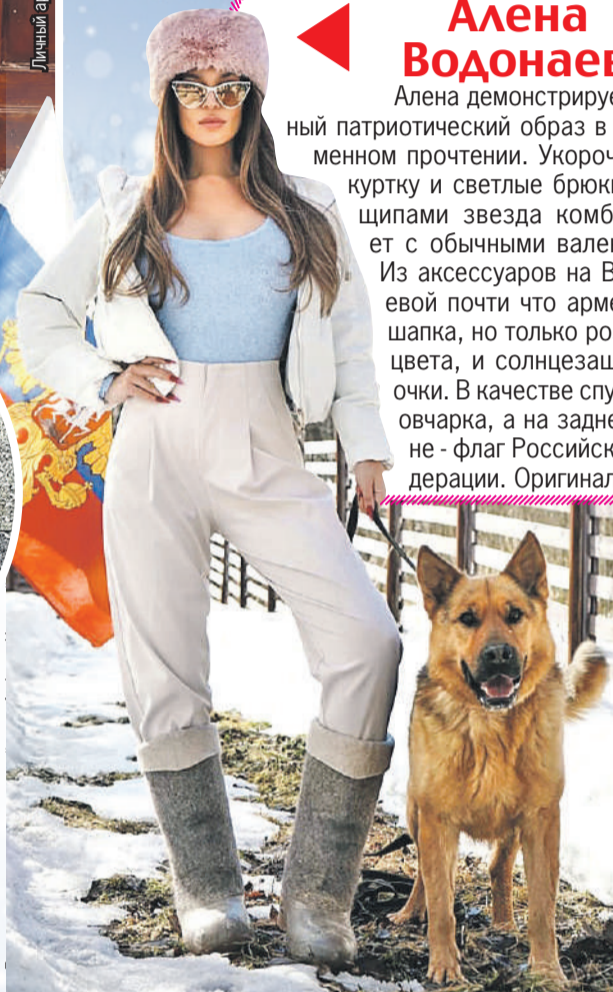 Личный ар
Алена
Водонаев
Алена демонстрируе
ный патриотический образ в
менном прочтении. Укороч
куртку и светлые брюк
щипами звезда комб
ет с обычными вален
Из аксессуаров на В
евой почти что арме
шапка, но только ро
цвета, и солнцезащ
очки. В качестве спу
овчарка, а на задне
не - флаг Российск
дерации. Оригинал